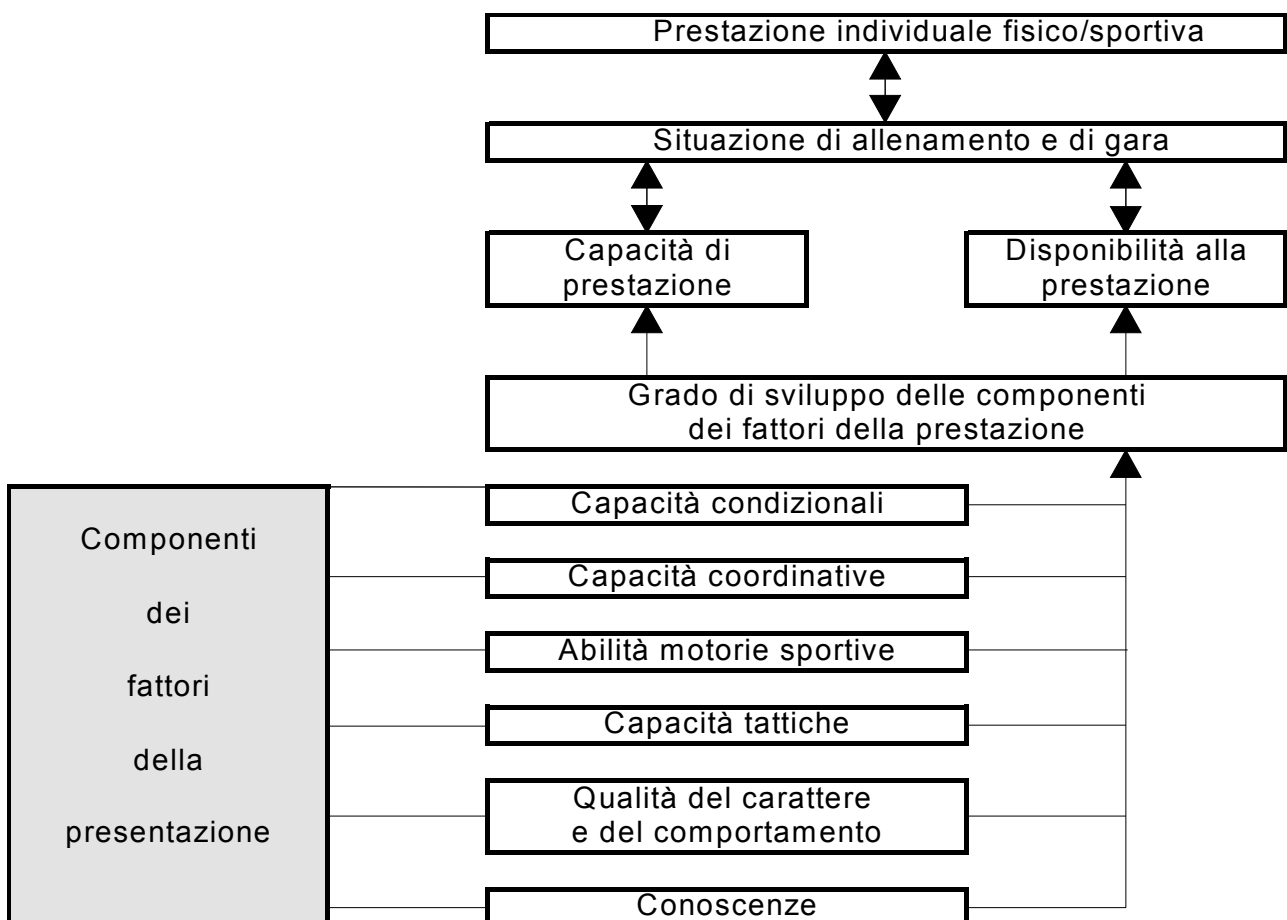 Prestazione individuale fisico/sportiva
Situazione di allenamento e di gara
Capacità di
prestazione
Disponibilità alla
prestazione
Grado di sviluppo delle componenti
dei fattori della prestazione
Componenti
dei
fattori
della
presentazione
Capacità condizionali
Capacità coordinative
Abilità motorie sportive
Capacità tattiche
Qualità del carattere
e del comportamento
Conoscenze